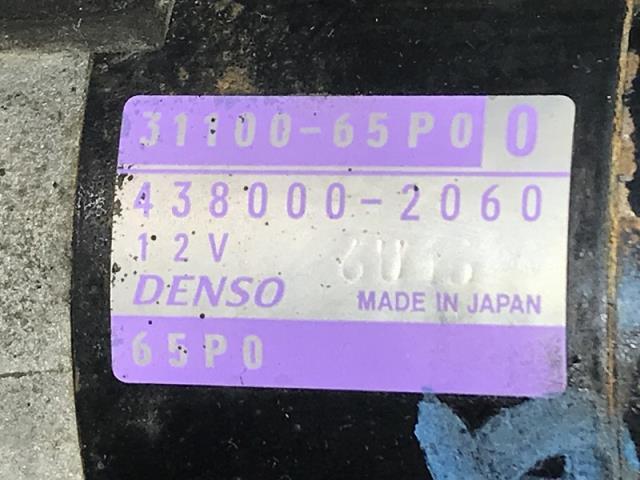 31100-65P0 0
438000-2060
12V
DENSO MADE IN JAPAN
65P0